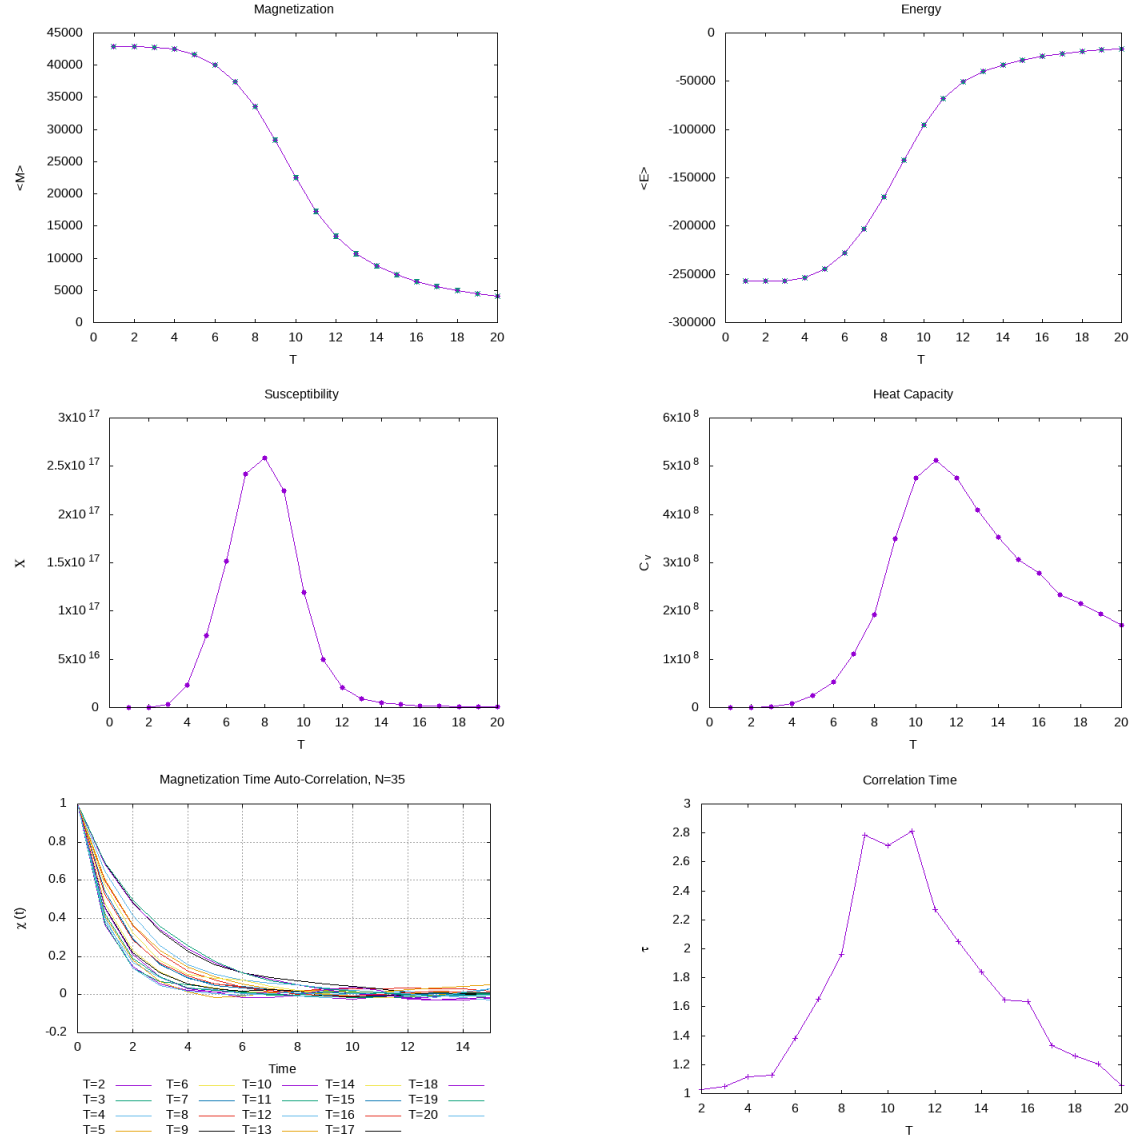 Magnetization
45000
40000
35000
30000
25000
20000
15000
10000
5000
0
<M>
0 2 4 6 8 10 12 14 16 18 20
T
Energy
0
-50000
-100000
-150000
-200000
-250000
-300000
<E>
0 2 4 6 8 10 12 14 16 18 20
T
Susceptibility
3x10 17
2.5x10 17
2x10 17
1.5x10 17
1x10 17
5x10 16
0
X
0 2 4 6 8 10 12 14 16 18 20
T
Heat Capacity
6x10 8
5x10 8
4x10 8
3x10 8
2x10 8
1x10 8
0
C v
0 2 4 6 8 10 12 14 16 18 20
T
Magnetization Time Auto-Correlation, N=35
1
0.8
0.6
0.4
0.2
0
-0.2
χ (t)
0 2 4 6 8 10 12 14
Time
T=2 T=6 T=10 T=14 T=18
T=3 T=7 T=11 T=15 T=19
T=4 T=8 T=12 T=16 T=20
T=5 T=9 T=13 T=17
Correlation Time
3
2.8
2.6
2.4
2.2
2
1.8
1.6
1.4
1.2
1
τ
2 4 6 8 10 12 14 16 18 20
T